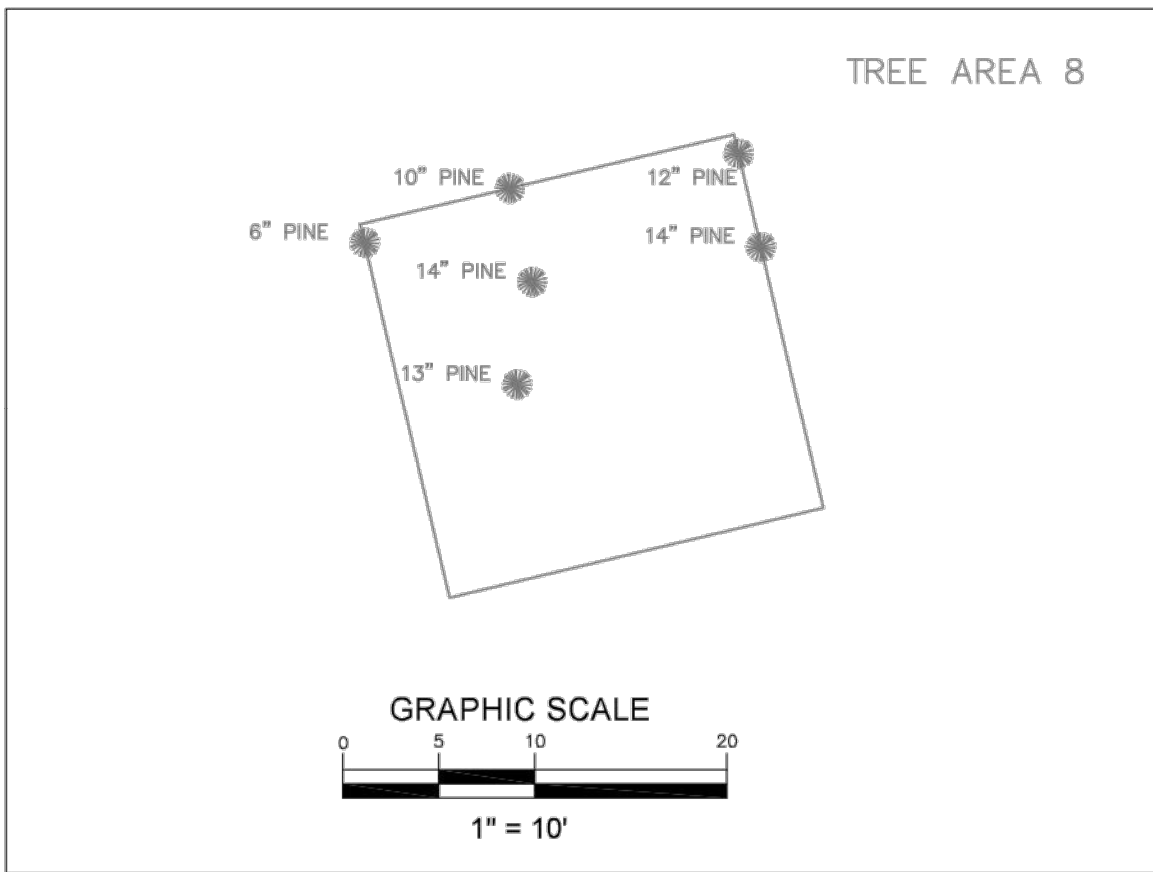 TREE AREA 8
10” PINE
12” PINE
6” PINE
14” PINE
14” PINE
13” PINE
GRAPHIC SCALE
0 5 10 20
1" = 10'